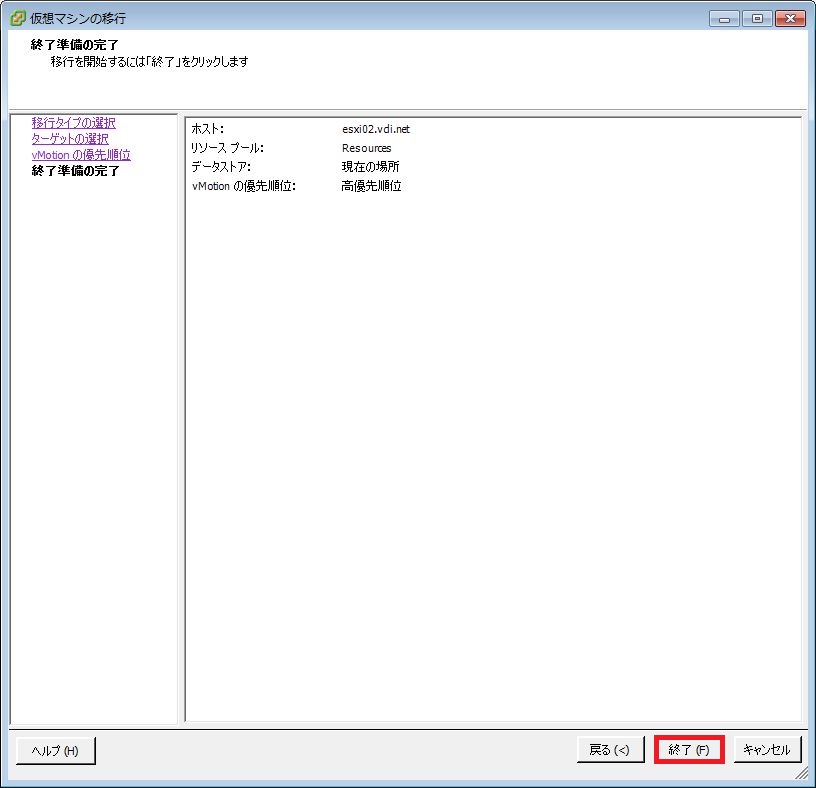 仮想マシンの移行
終了準備の完了
移行を開始するには「終了」をクリックします
移行タイプの選択
ターゲットの選択
vMotion の優先順位
終了準備の完了
ホスト: esxi02.vdi.net
リソース プール: Resources
データストア: 現在の場所
vMotion の優先順位: 高優先順位
ヘルプ (H) 戻る (<) 終了 (F) キャンセル